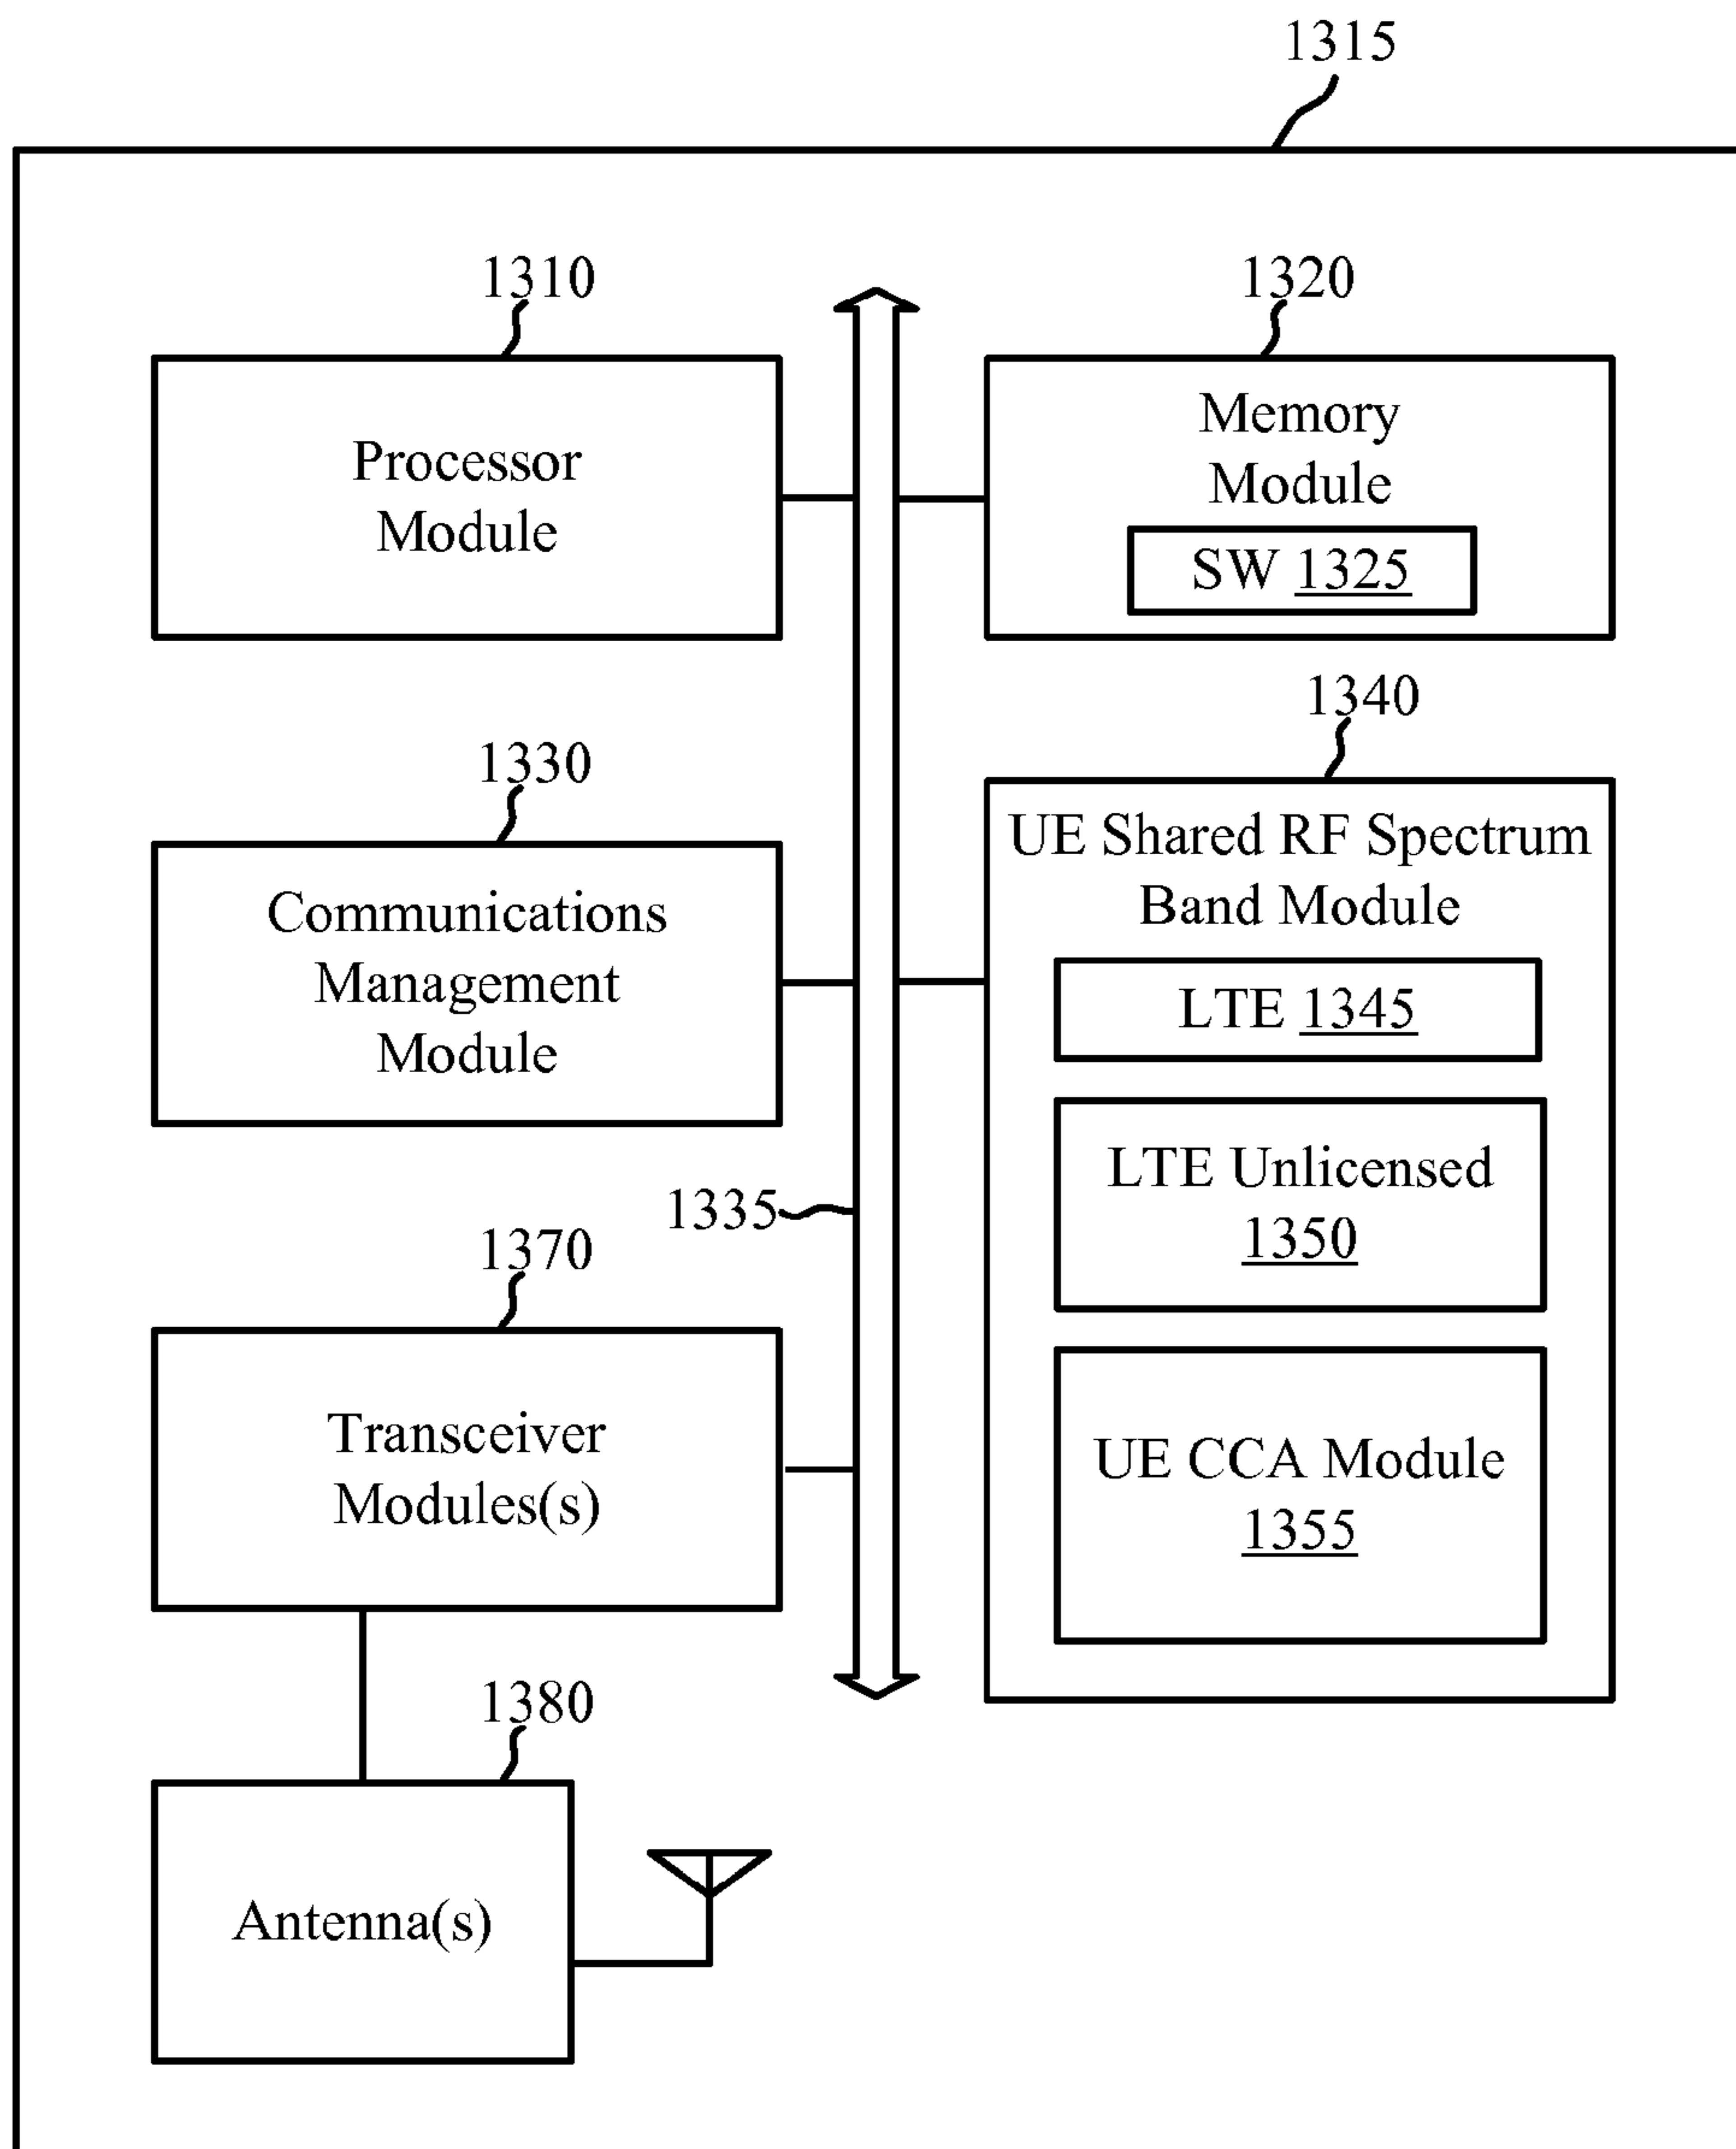 1315
1310
Processor
Module
1320
Memory
Module
SW 1325
1330
Communications
Management
Module
1340
UE Shared RF Spectrum
Band Module
LTE 1345
LTE Unlicensed
1350
UE CCA Module
1355
1335
1370
Transceiver
Modules(s)
1380
Antenna(s)